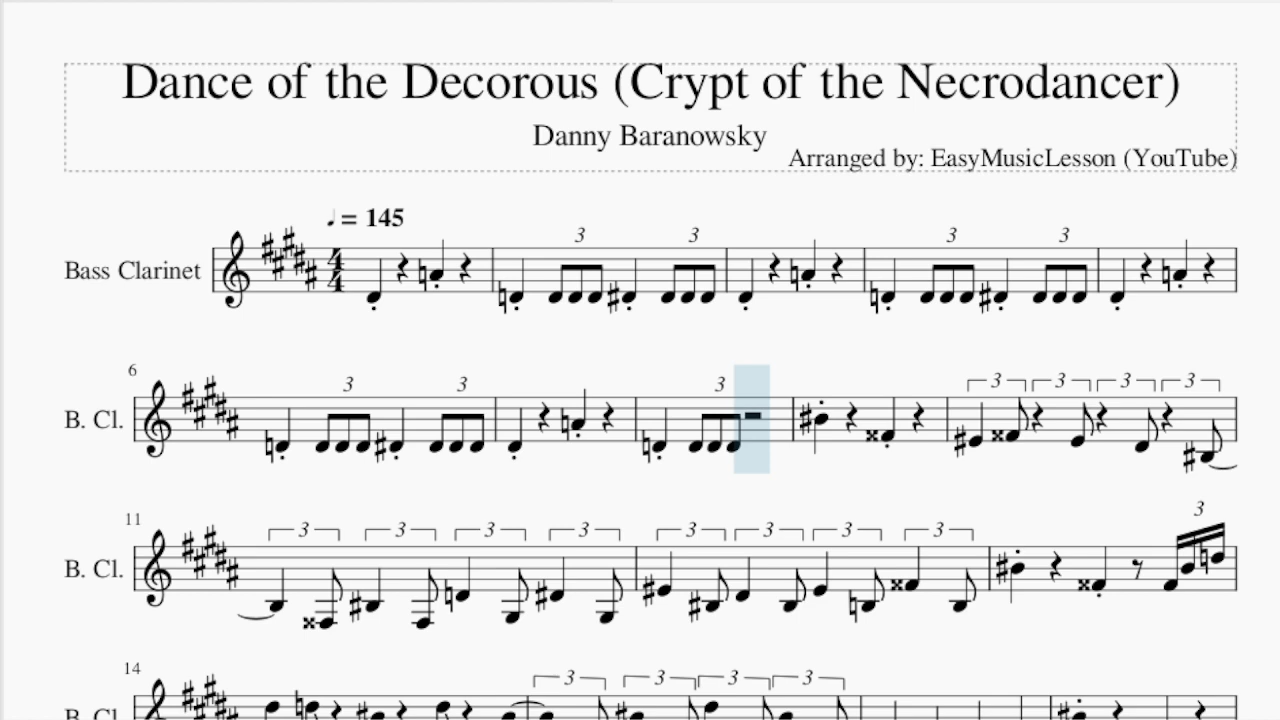 Dance of the Decorous (Crypt of the Necrodancer)
Danny Baranowsky
Arranged by: EasyMusicLesson (YouTube)
♩ = 145
Bass Clarinet
4
4
3 3 3 3
6
B. Cl.
3 3 3 3 3 3 3
11
B. Cl.
3 3 3 3 3 3 3 3 3
14
B. Cl.
3 3 3 3